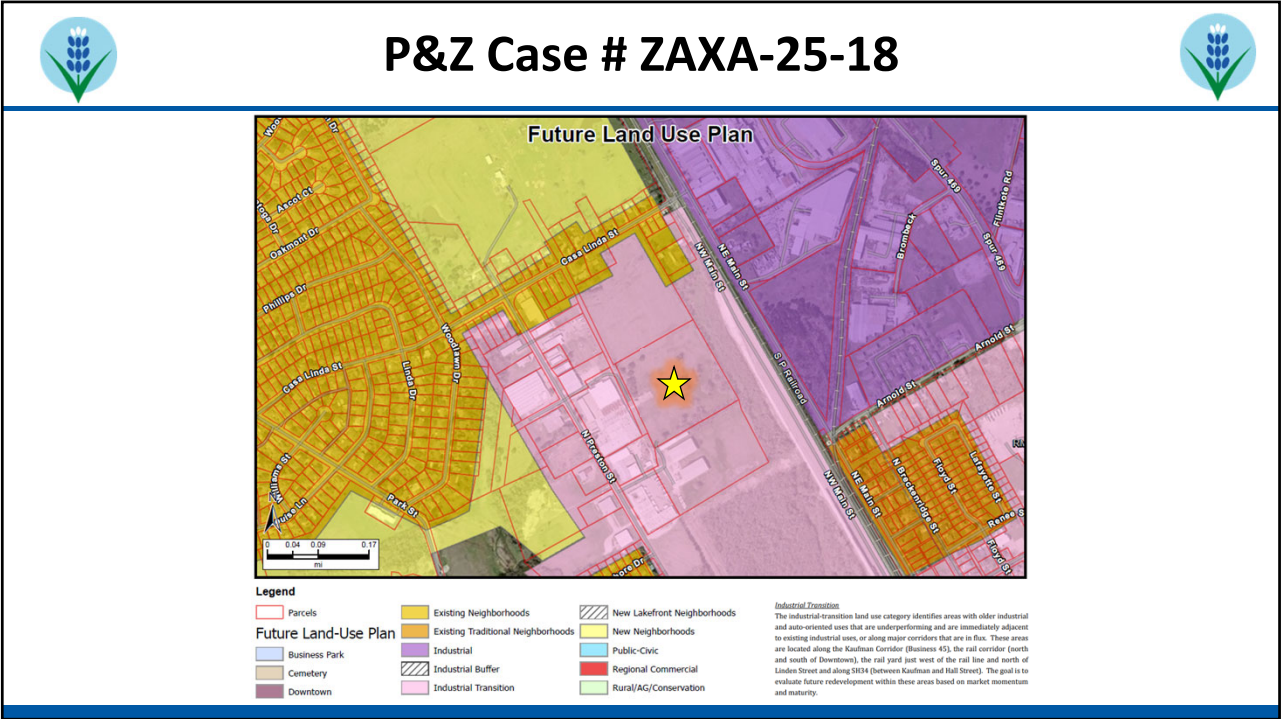 P&Z Case # ZAXA-25-18
Future Land Use Plan
Ascot Ct
Oakmont Dr
Phillips Dr
Casa Linda St
Casa Linda St
Woodlawn Dr
Linda Dr
Park St
N Preston St
NW Main St
NE Main St
S P Railroad
Spur 469
Spur 469
Flintkote Rd
Brombeck
Arnold St
Arnold St
NW Main St
NE Main St
N Breckenridge St
Floyd St
Lafayette St
Renee S
Floyd St
Williams St
ore Dr
0 0.04 0.09 0.17
mi
Legend
Parcels
Future Land-Use Plan
Business Park
Cemetery
Downtown
Existing Neighborhoods
Existing Traditional Neighborhoods
Industrial
Industrial Buffer
Industrial Transition
New Lakefront Neighborhoods
New Neighborhoods
Public-Civic
Regional Commercial
Rural/AG/Conservation
Industrial Transition
The industrial-transition land use category identifies areas with older industrial
and auto-oriented uses that are underperforming and are immediately adjacent
to existing industrial uses, or along major corridors that are in flux. These areas
are located along the Kaufman Corridor (Business 45), the rail corridor (north
and south of Downtown), the rail yard just west of the rail line and north of
Linden Street and along SH34 (between Kaufman and Hall Street). The goal is to
evaluate future redevelopment within these areas based on market momentum
and maturity.